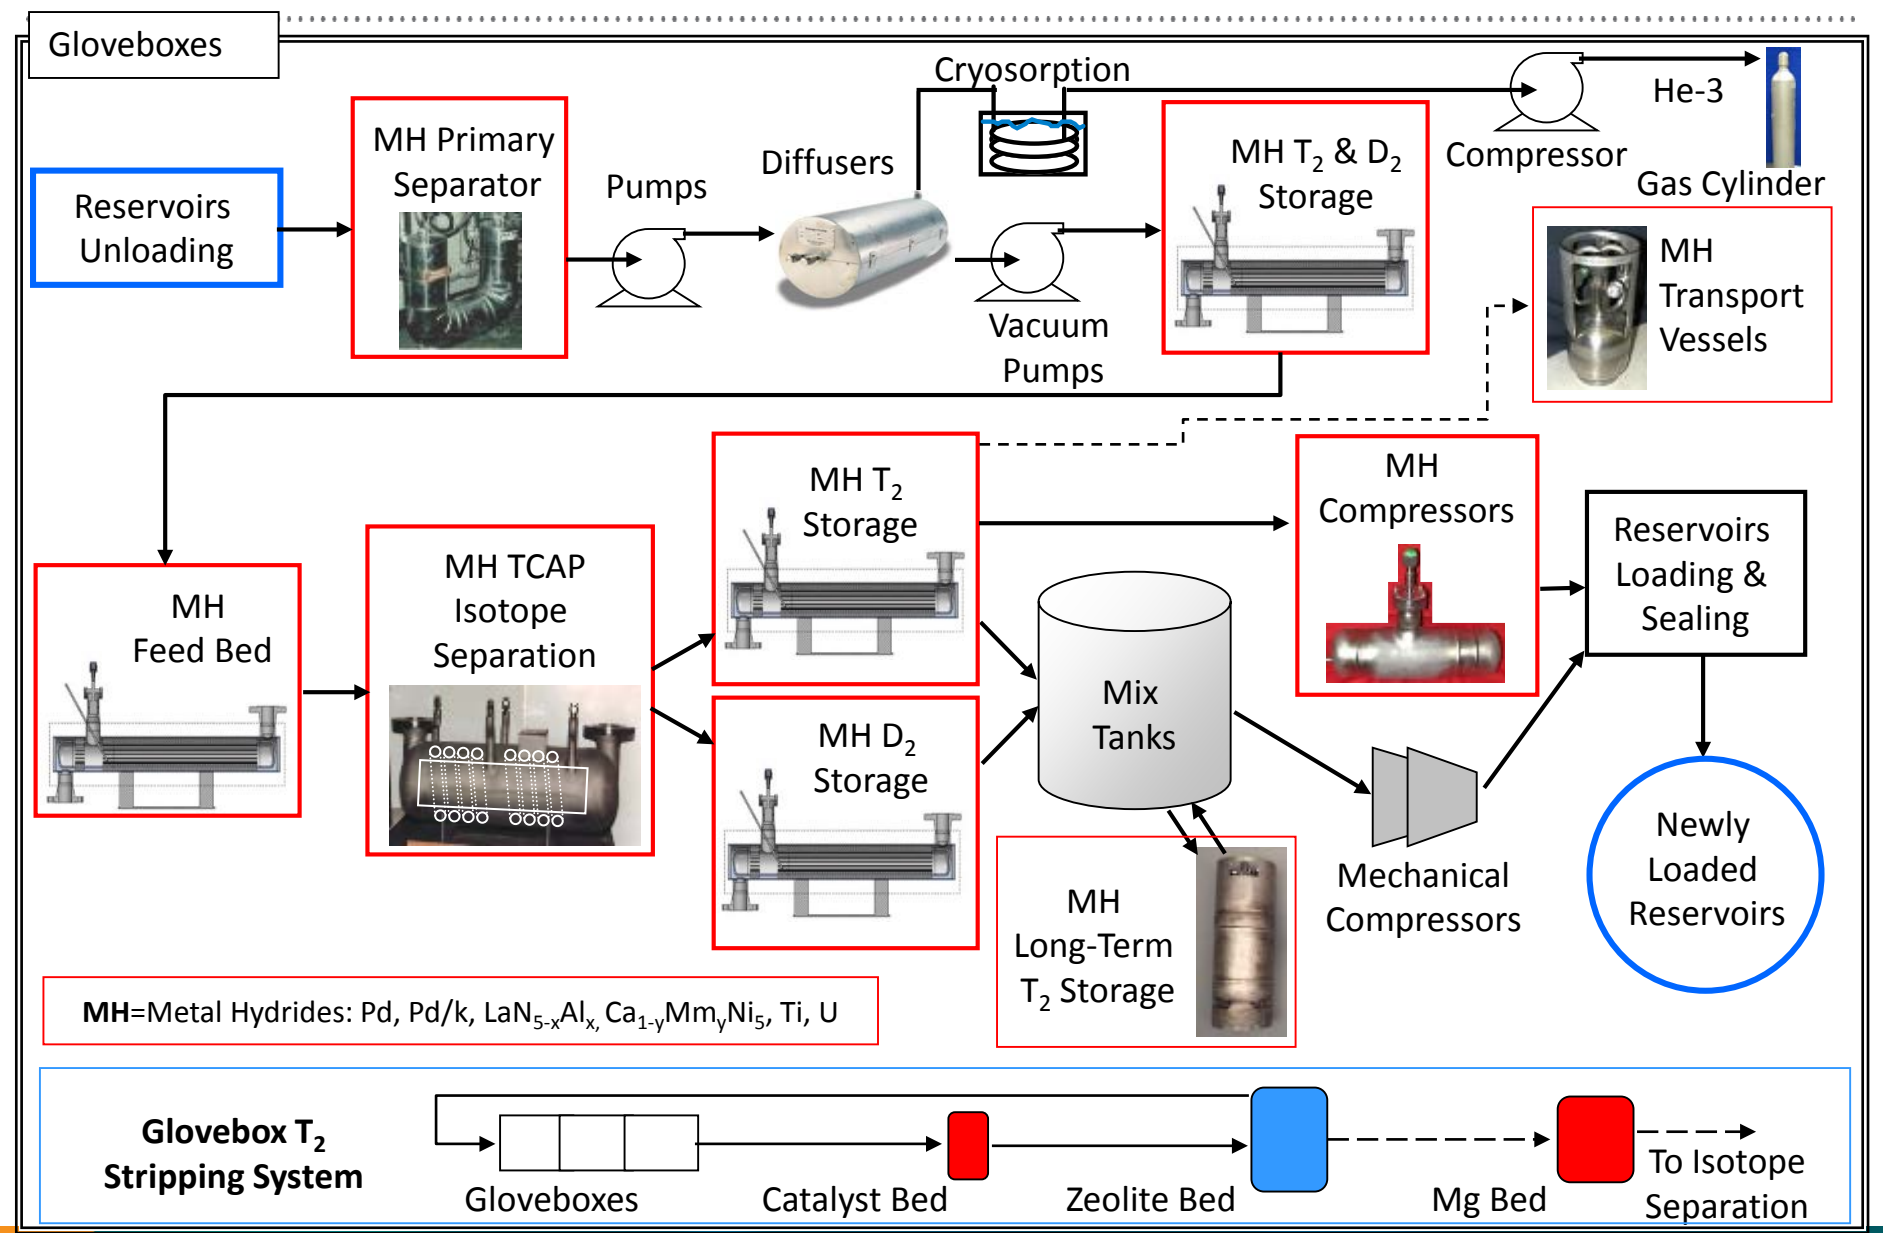 Gloveboxes
Cryosorption
He-3
Compressor
Gas Cylinder
MH Primary
Separator
Reservoirs
Unloading
Pumps
Diffusers
Vacuum
Pumps
MH T₂ & D₂
Storage
MH
Transport
Vessels
MH
Feed Bed
MH TCAP
Isotope
Separation
MH T₂
Storage
MH D₂
Storage
Mix
Tanks
MH
Compressors
Reservoirs
Loading &
Sealing
MH
Long-Term
T₂ Storage
Mechanical
Compressors
Newly
Loaded
Reservoirs
MH=Metal Hydrides: Pd, Pd/k, LaN₅₋ₓAlₓ, Ca₁₋yMmyNi₅, Ti, U
Glovebox T₂
Stripping System
Gloveboxes
Catalyst Bed
Zeolite Bed
Mg Bed
To Isotope
Separation